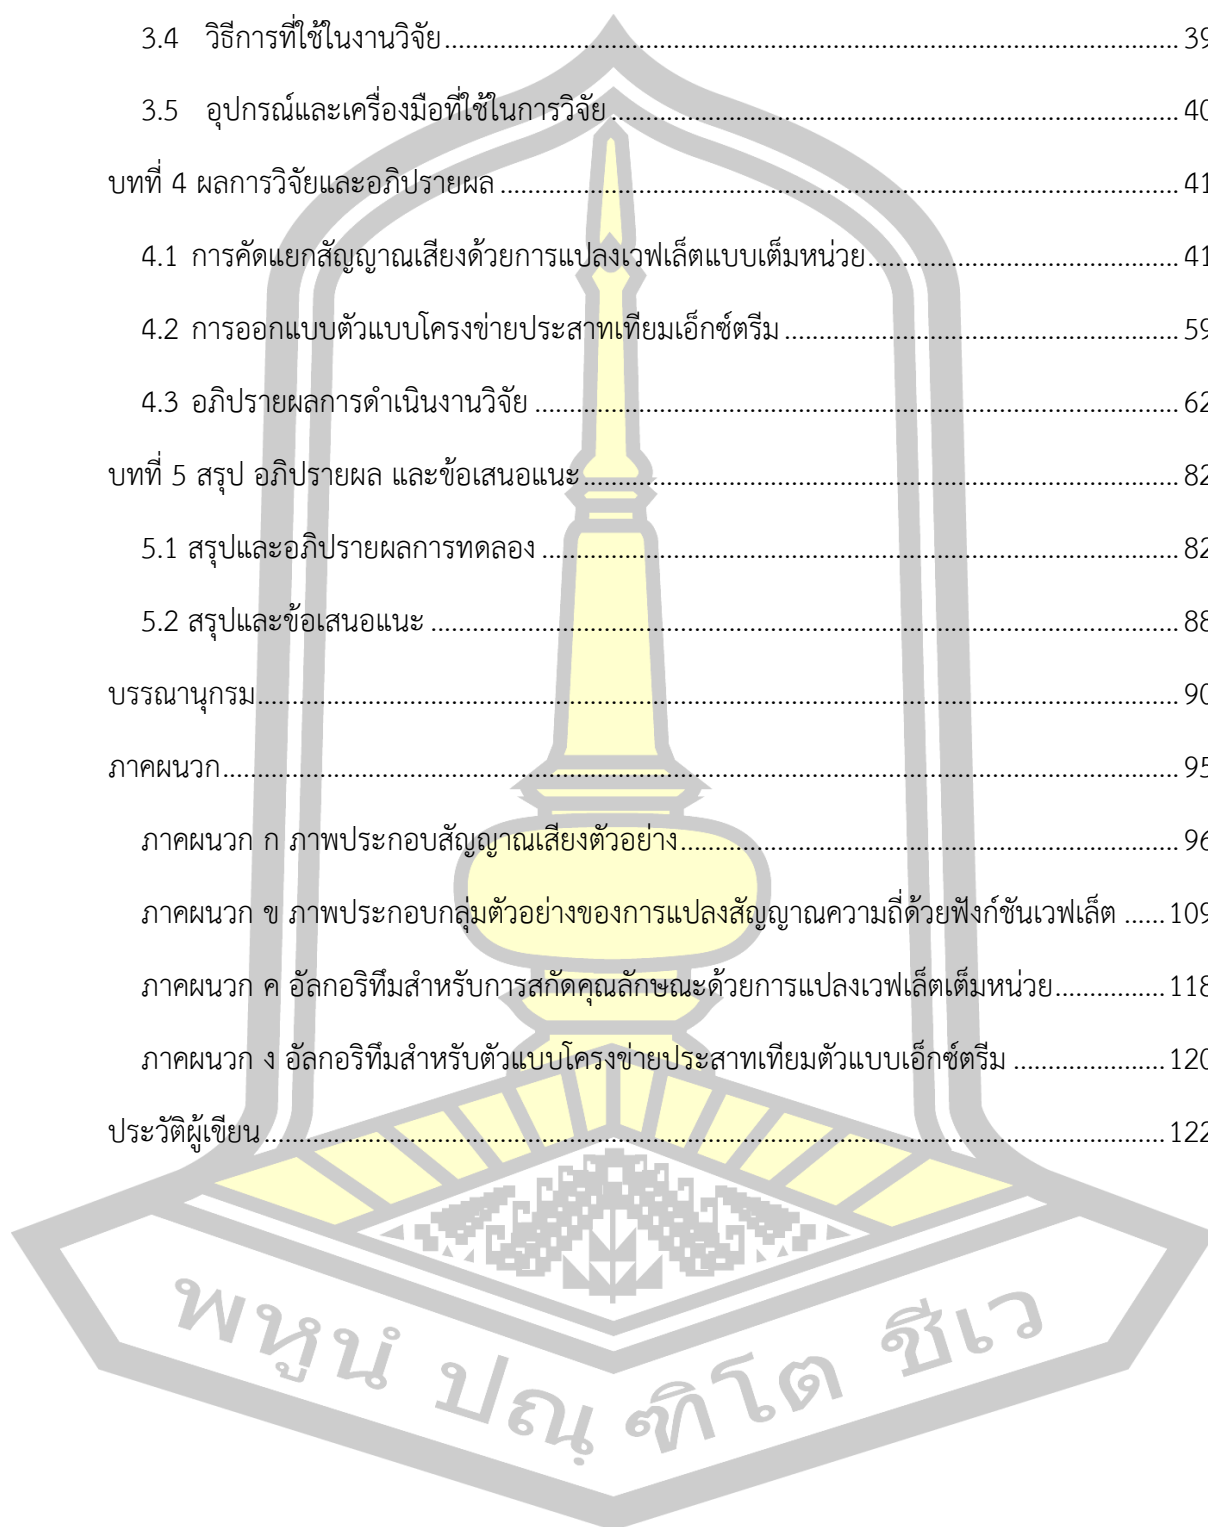 3.4 วิธีการที่ใช้ในงานวิจัย 39
3.5 อุปกรณ์และเครื่องมือที่ใช้ในการวิจัย 40
บทที่ 4 ผลการวิจัยและอภิปรายผล 41
4.1 การคัดแยกสัญญาณเสียงด้วยการแปลงเวฟเล็ตแบบเต็มหน่วย 41
4.2 การออกแบบตัวแบบโครงข่ายประสาทเทียมเอ็กซ์ตรีม 59
4.3 อภิปรายผลการดำเนินงานวิจัย 62
บทที่ 5 สรุป อภิปรายผล และข้อเสนอแนะ 82
5.1 สรุปและอภิปรายผลการทดลอง 82
5.2 สรุปและข้อเสนอแนะ 88
บรรณานุกรม 90
ภาคผนวก 95
ภาคผนวก ก ภาพประกอบสัญญาณเสียงตัวอย่าง 96
ภาคผนวก ข ภาพประกอบกลุ่มตัวอย่างของการแปลงสัญญาณความถี่ด้วยฟังก์ชันเวฟเล็ต 109
ภาคผนวก ค อัลกอริทึมสำหรับการสกัดคุณลักษณะด้วยการแปลงเวฟเล็ตเต็มหน่วย 118
ภาคผนวก ง อัลกอริทึมสำหรับตัวแบบโครงข่ายประสาทเทียมตัวแบบเอ็กซ์ตรีม 120
ประวัติผู้เขียน 122
พหูนํ ปณฺฑิโต ชีเว